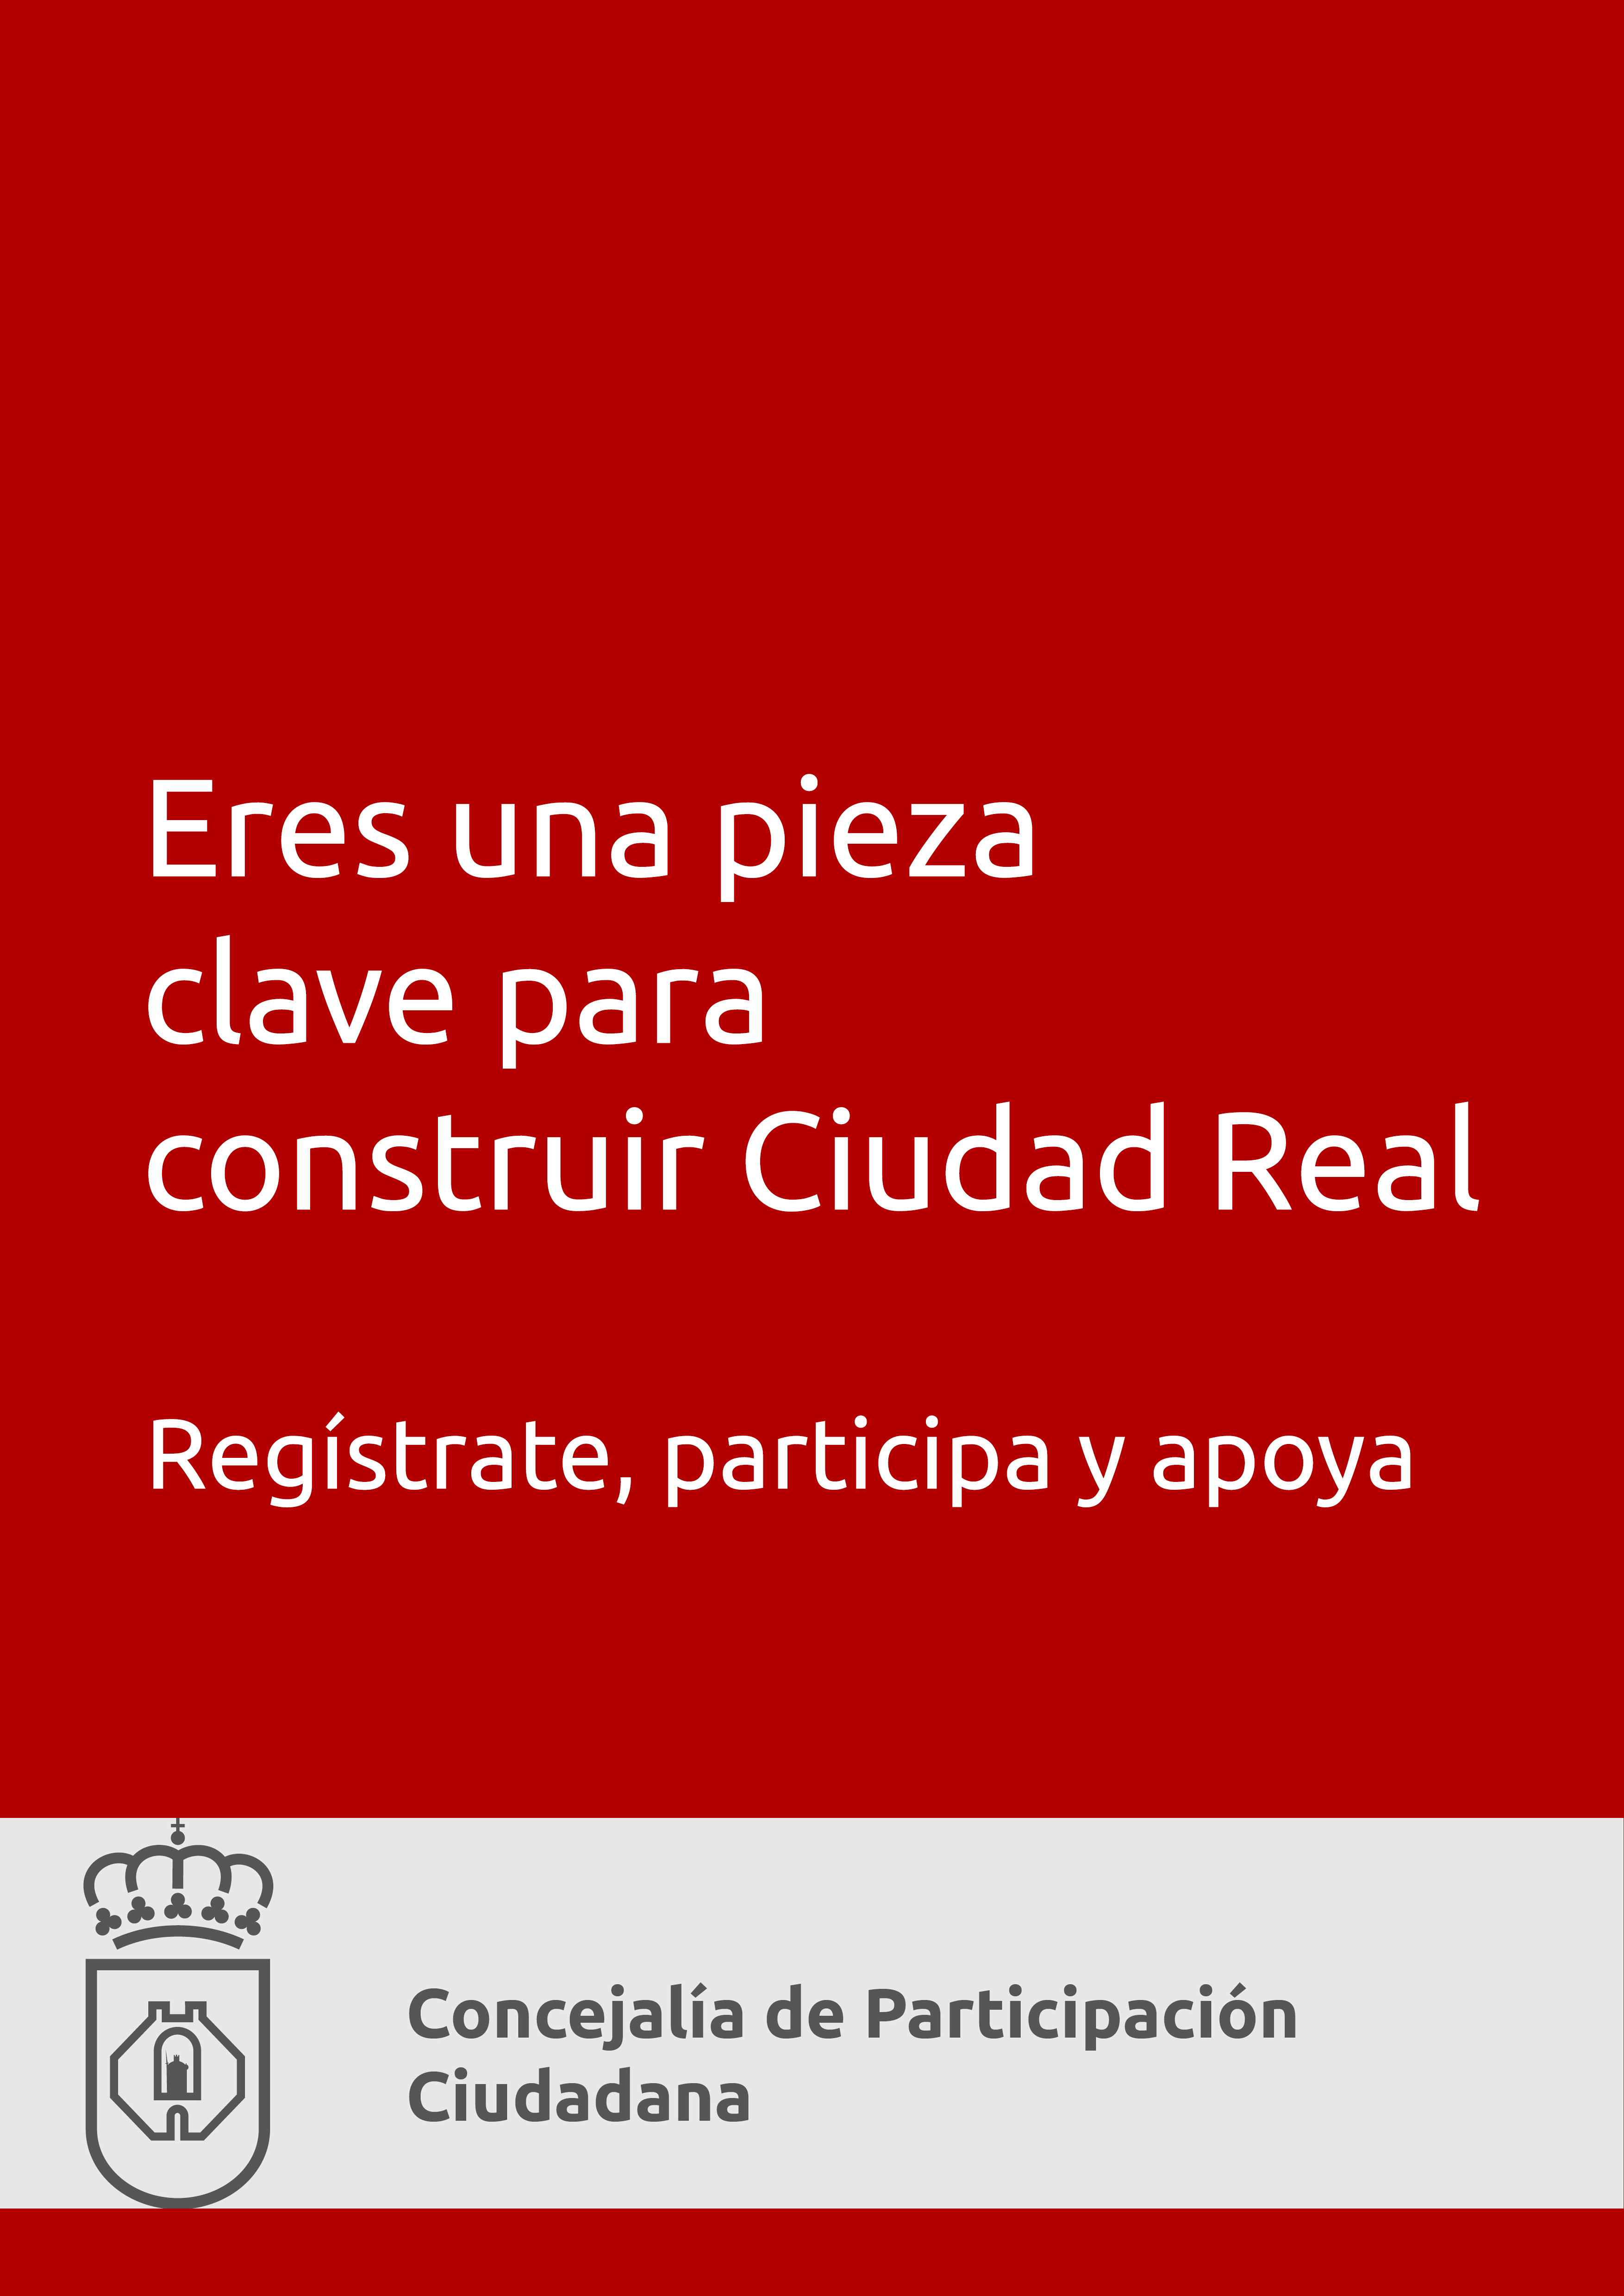 Eres una pieza
clave para
construir Ciudad Real
Regístrate, participa y apoya
Concejalía de Participación
Ciudadana